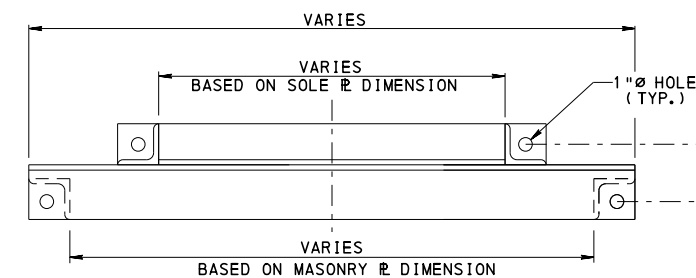 VARIES
VARIES
BASED ON SOLE ⅊ DIMENSION
1"Ø HOLE
(TYP.)
VARIES
BASED ON MASONRY ⅊ DIMENSION